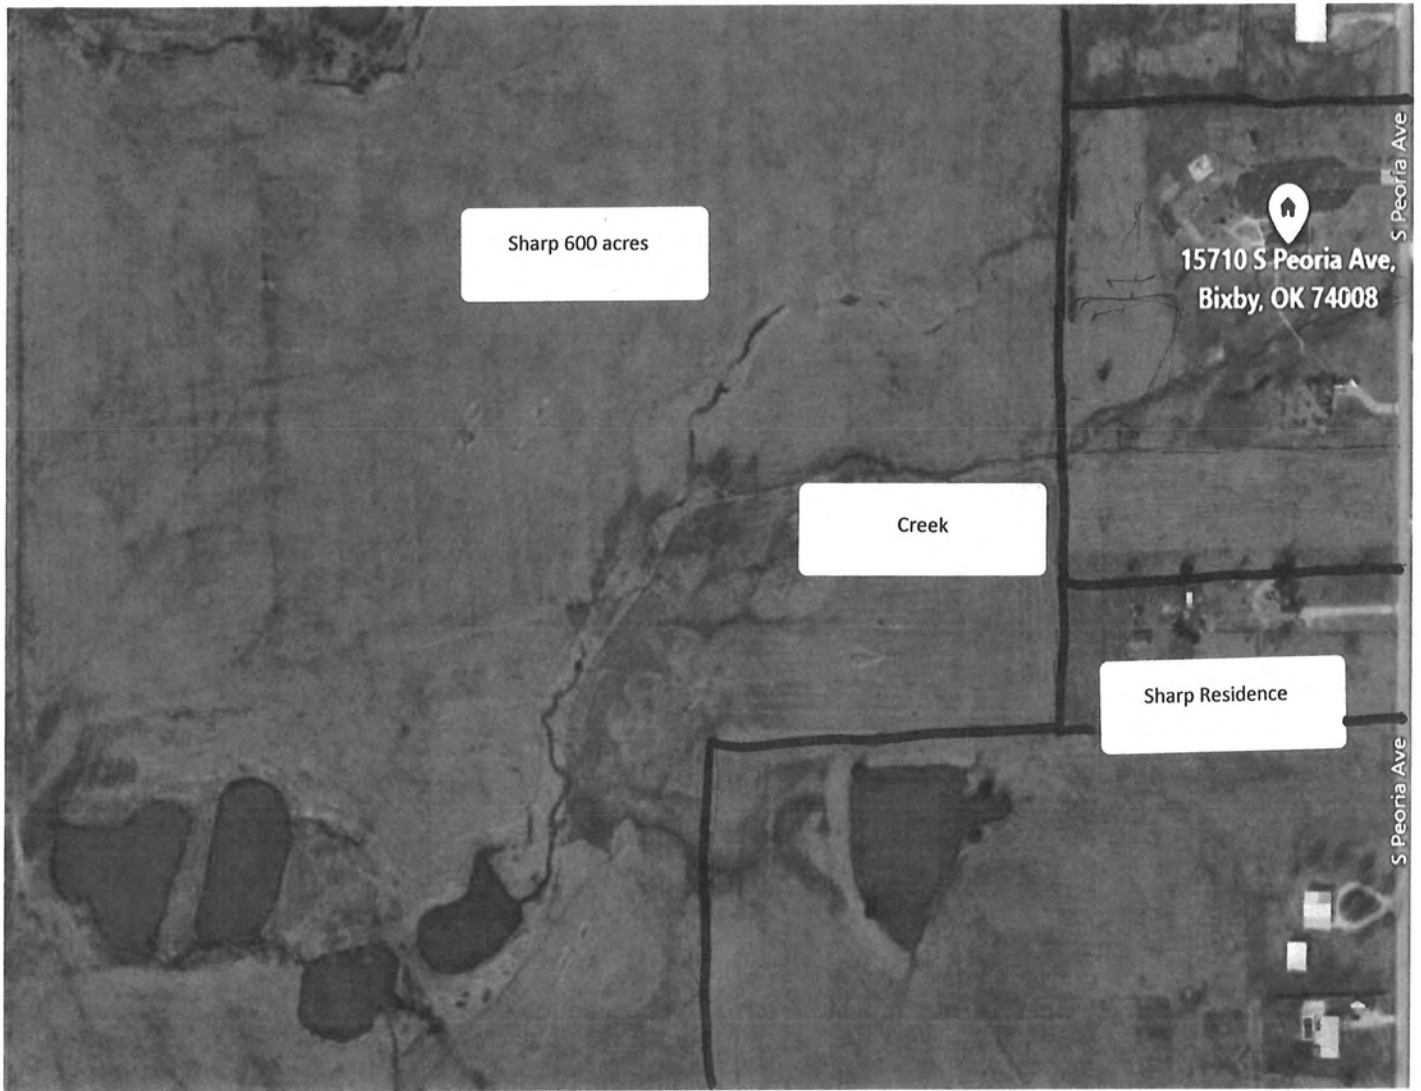 S Peoria Ave
Sharp 600 acres
15710 S Peoria Ave,
Bixby, OK 74008
Creek
Sharp Residence
S Peoria Ave